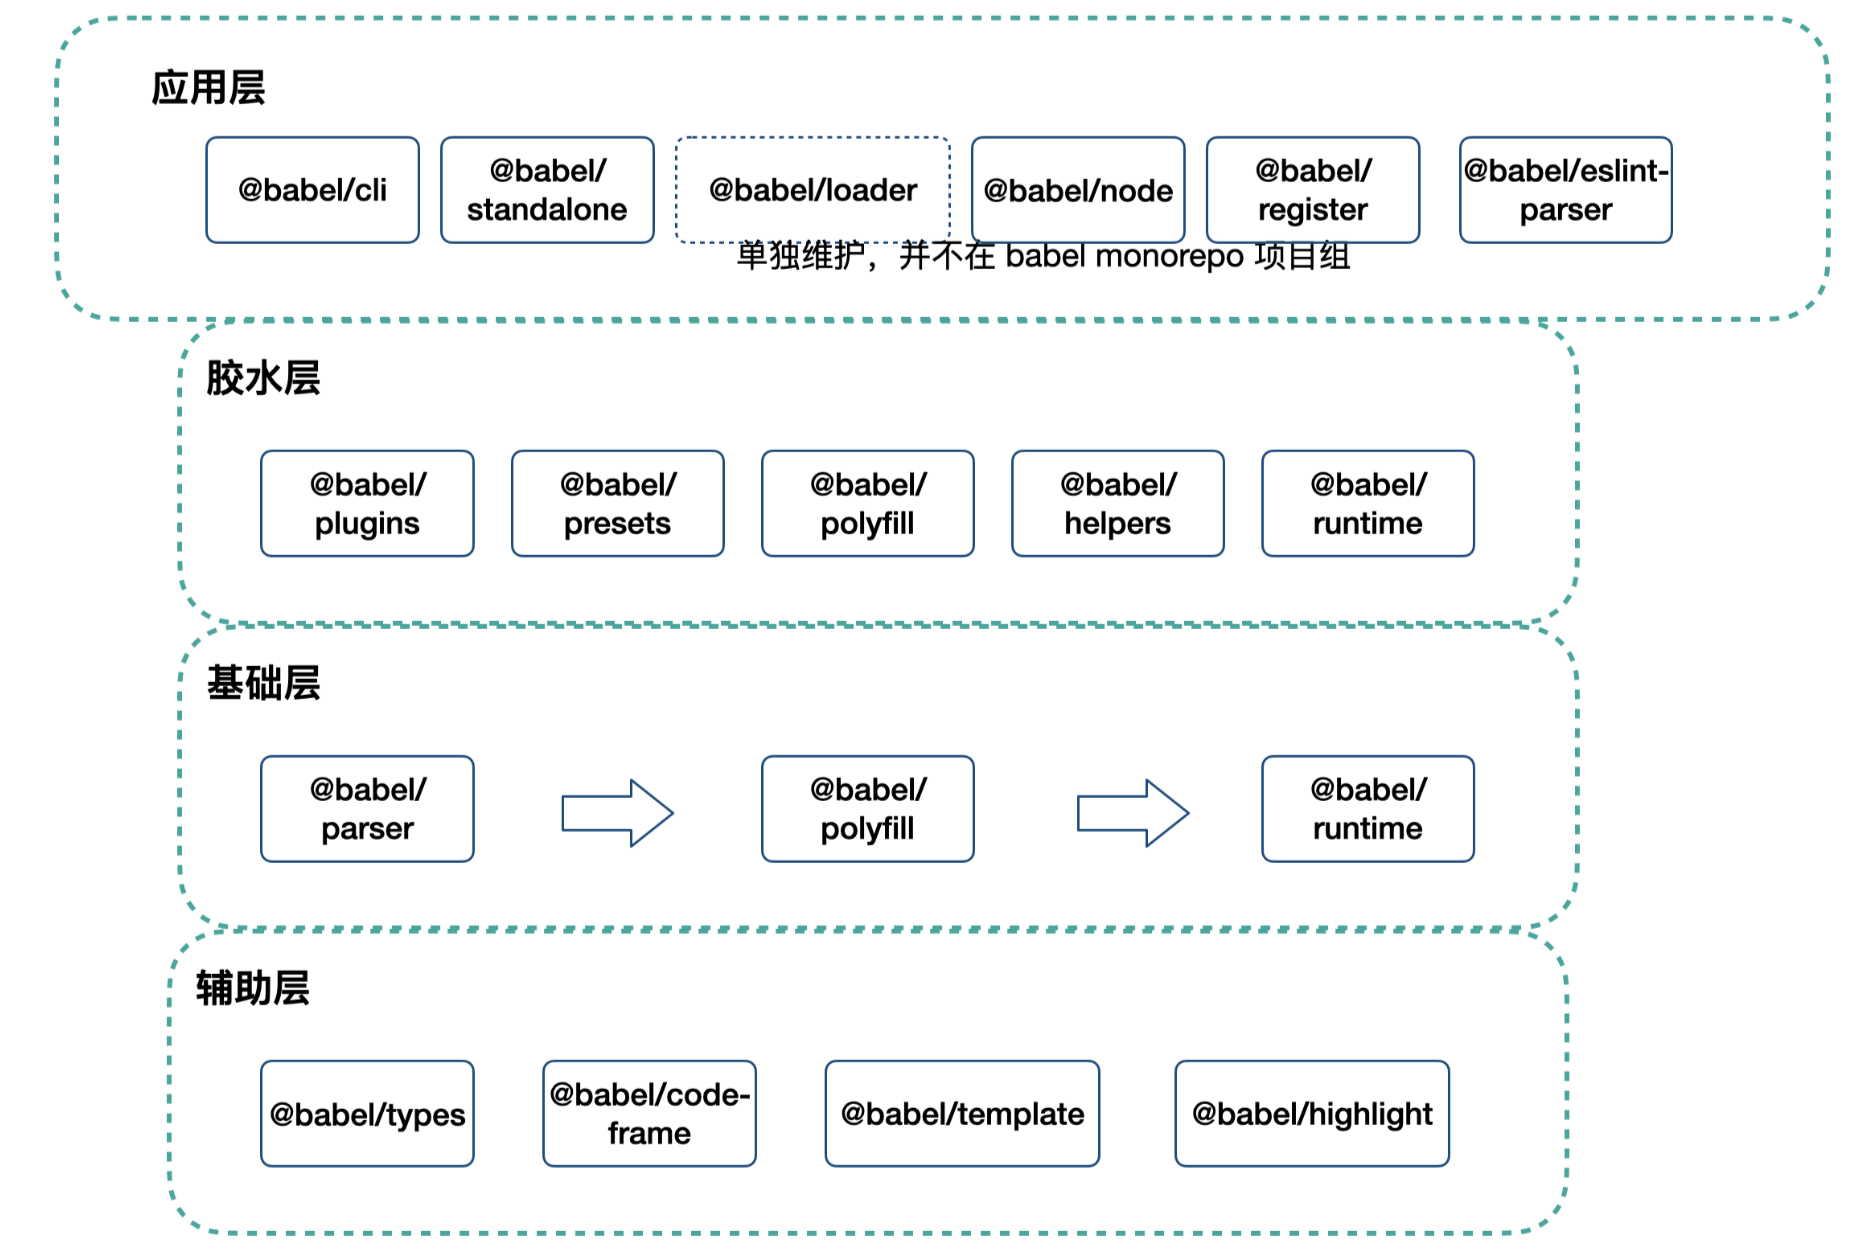 应用层
@babel/cli
@babel/
standalone
@babel/loader
@babel/node
@babel/
register
@babel/eslint-
parser
单独维护，并不在 babel monorepo 项目组
胶水层
@babel/
plugins
@babel/
presets
@babel/
polyfill
@babel/
helpers
@babel/
runtime
基础层
@babel/
parser
@babel/
polyfill
@babel/
runtime
辅助层
@babel/types
@babel/code-
frame
@babel/template
@babel/highlight